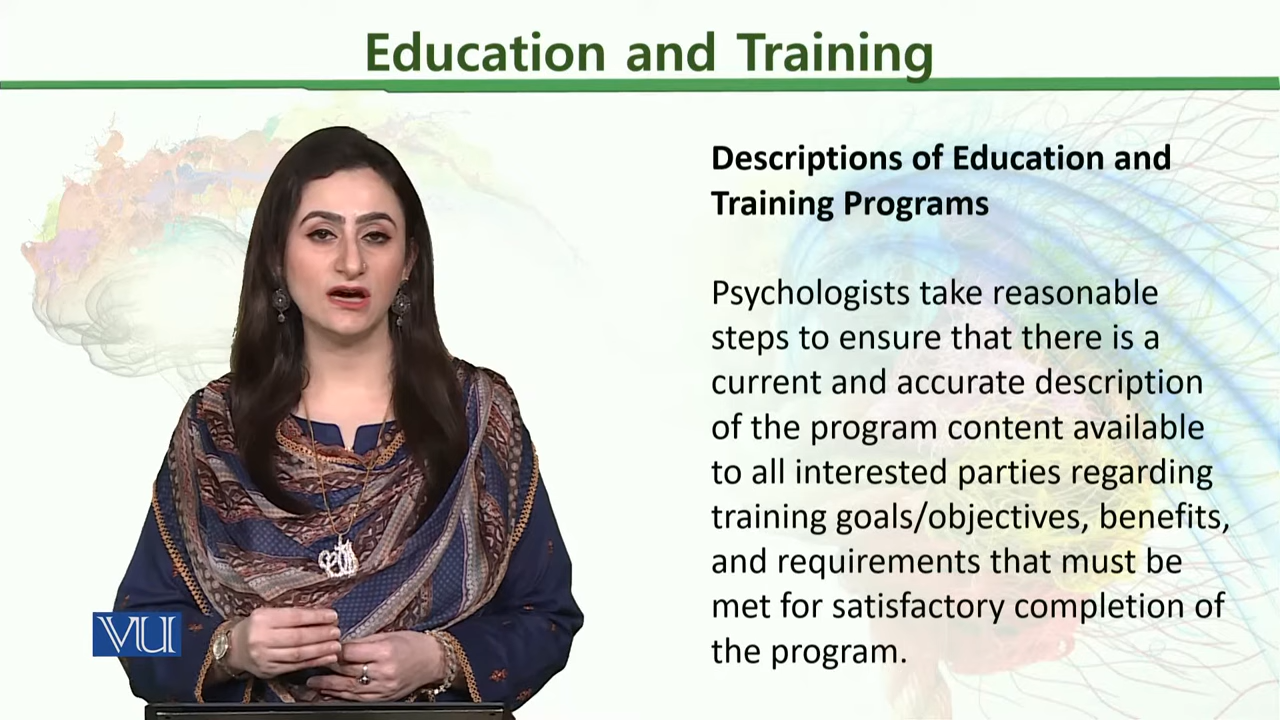 Education and Training
Descriptions of Education and
Training Programs
Psychologists take reasonable
steps to ensure that there is a
current and accurate description
of the program content available
to all interested parties regarding
training goals/objectives, benefits,
and requirements that must be
met for satisfactory completion of
the program.
VU